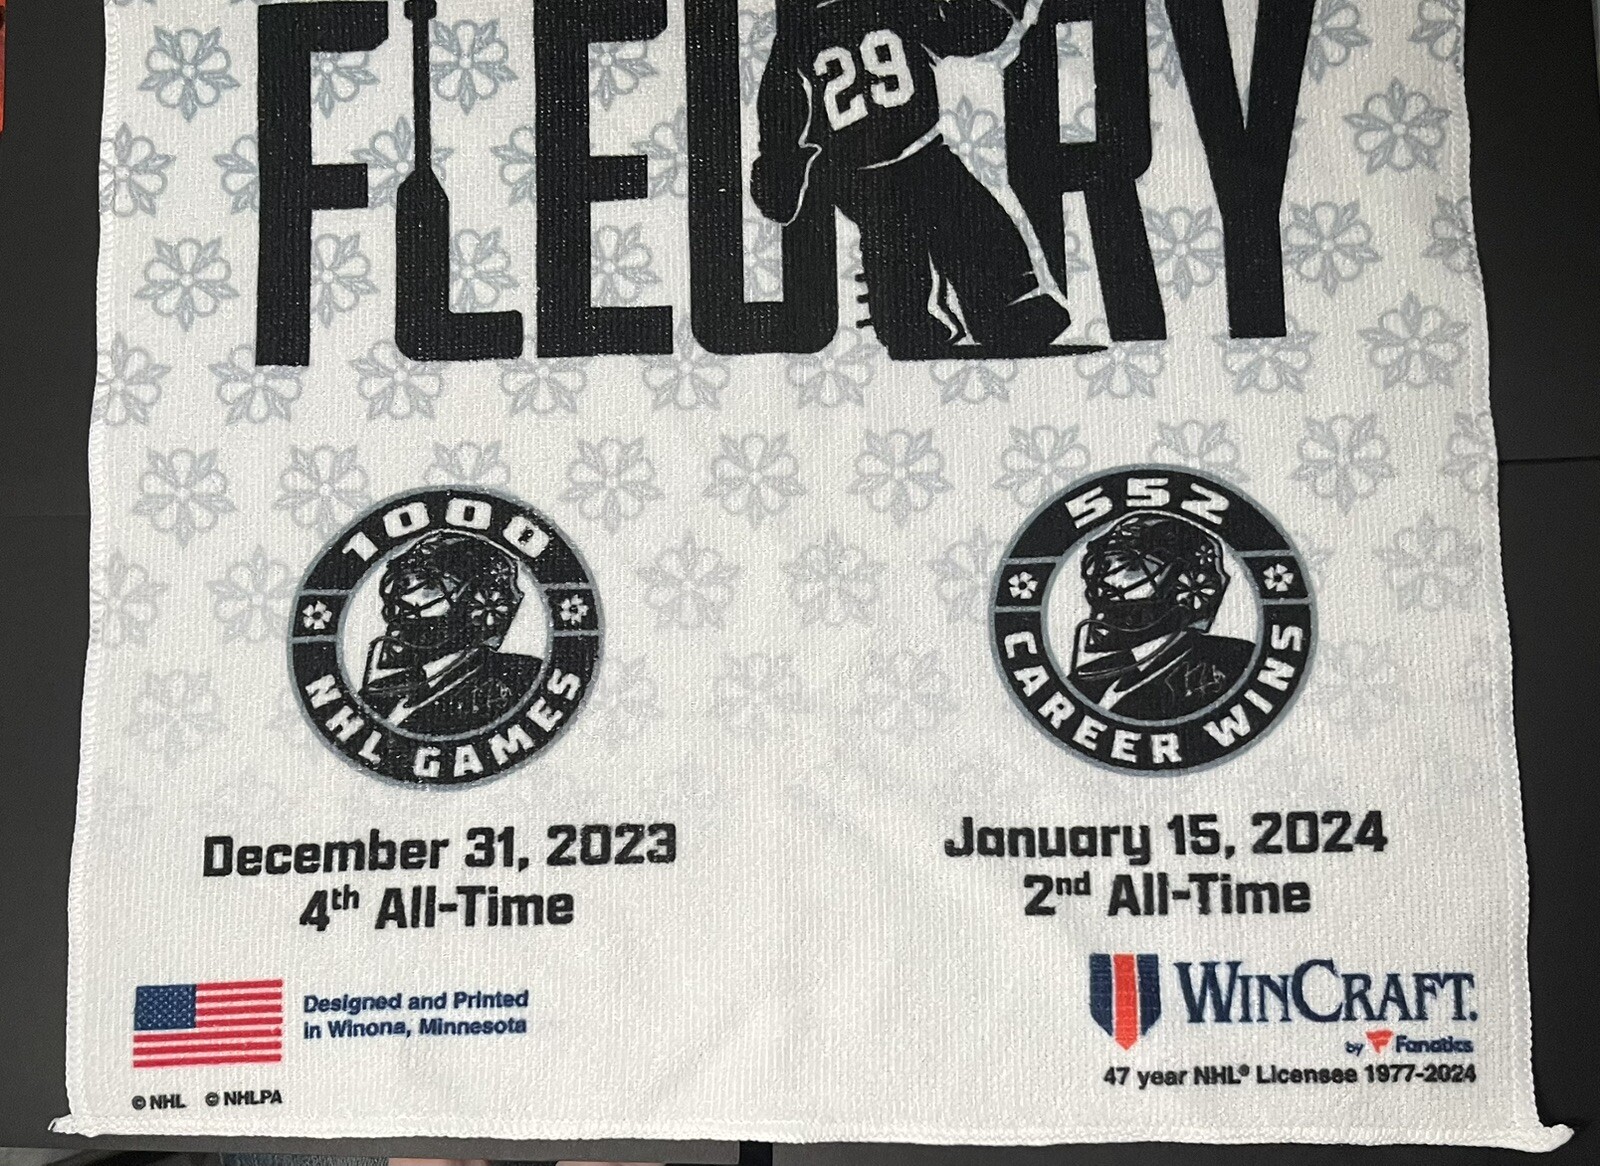 FLEURY
29
1000
NHL GAMES
December 31, 2023
4th All-Time
552
CAREER WINS
January 15, 2024
2nd All-Time
Designed and Printed
in Winona, Minnesota
© NHL © NHLPA
WINCRAFT.
by Fanatics
47 year NHL® Licensee 1977-2024